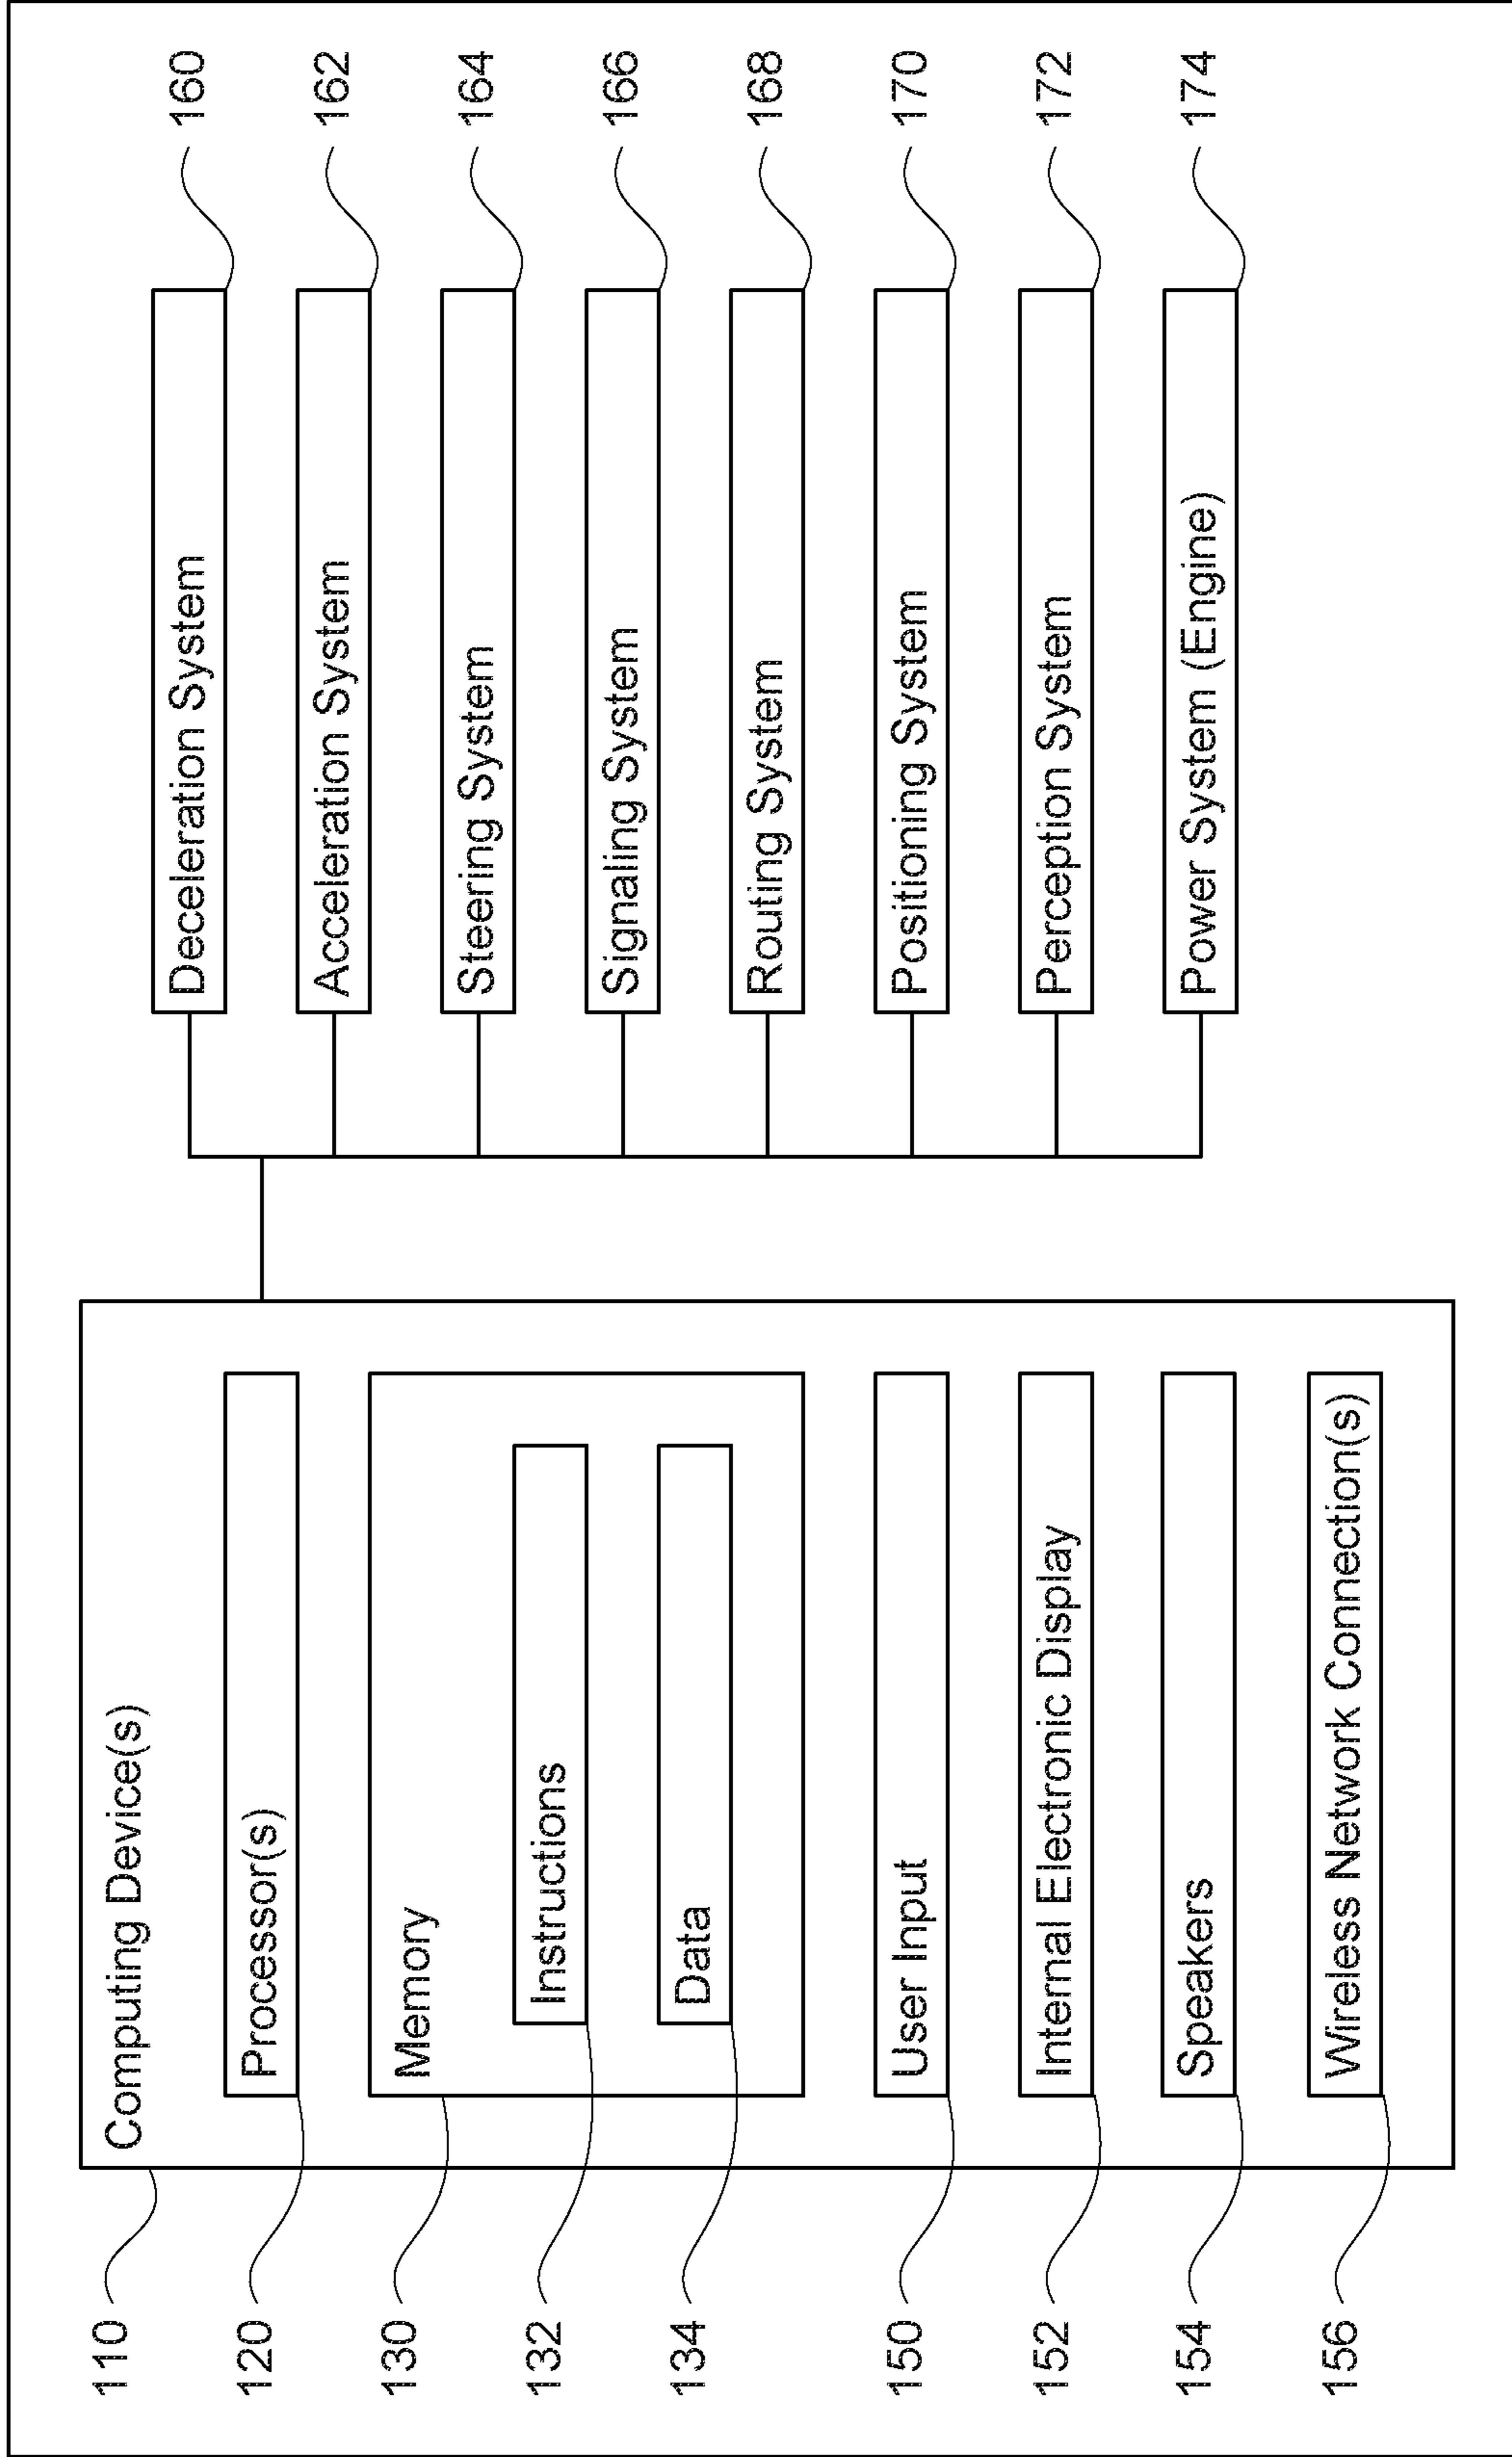 110
Computing Device(s)
120
Processor(s)
130
Memory
132
Instructions
134
Data
150
User Input
152
Internal Electronic Display
154
Speakers
156
Wireless Network Connection(s)
Deceleration System
160
Acceleration System
162
Steering System
164
Signaling System
166
Routing System
168
Positioning System
170
Perception System
172
Power System (Engine)
174